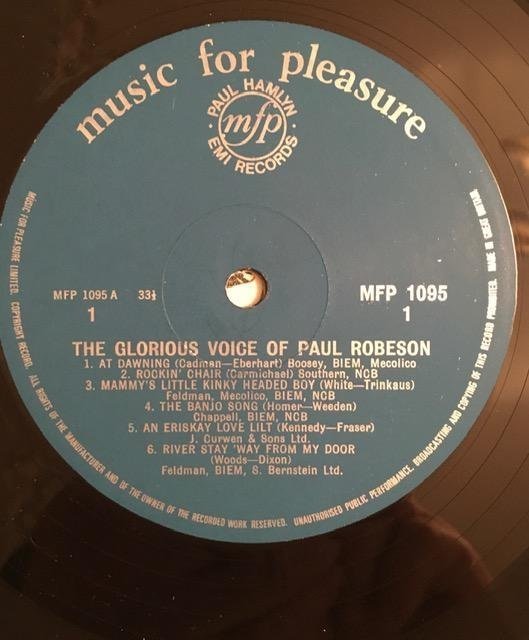 music for pleasure
PAUL HAMLYN
mfp
EMI RECORDS
MFP 1095 A 33⅓
1
MFP 1095
1
THE GLORIOUS VOICE OF PAUL ROBESON
1. AT DAWNING (Cadman—Eberhart) Boosey, BIEM, Mecolico
2. ROCKIN' CHAIR (Carmichael) Southern, NCB
3. MAMMY'S LITTLE KINKY HEADED BOY (White—Trinkaus)
Feldman, Mecolico, BIEM, NCB
4. THE BANJO SONG (Homer—Weeden)
Chappell, BIEM, NCB
5. AN ERISKAY LOVE LILT (Kennedy—Fraser)
J. Curwen & Sons Ltd.
6. RIVER STAY 'WAY FROM MY DOOR
(Woods—Dixon)
Feldman, BIEM, S. Bernstein Ltd.
MUSIC FOR PLEASURE LIMITED. COPYRIGHT RECORD. ALL RIGHTS OF THE MANUFACTURER AND OF THE OWNER OF THE RECORDED WORK RESERVED. UNAUTHORISED PUBLIC PERFORMANCE, BROADCASTING AND COPYING OF THIS RECORD PROHIBITED. MADE IN GREAT BRITAIN.